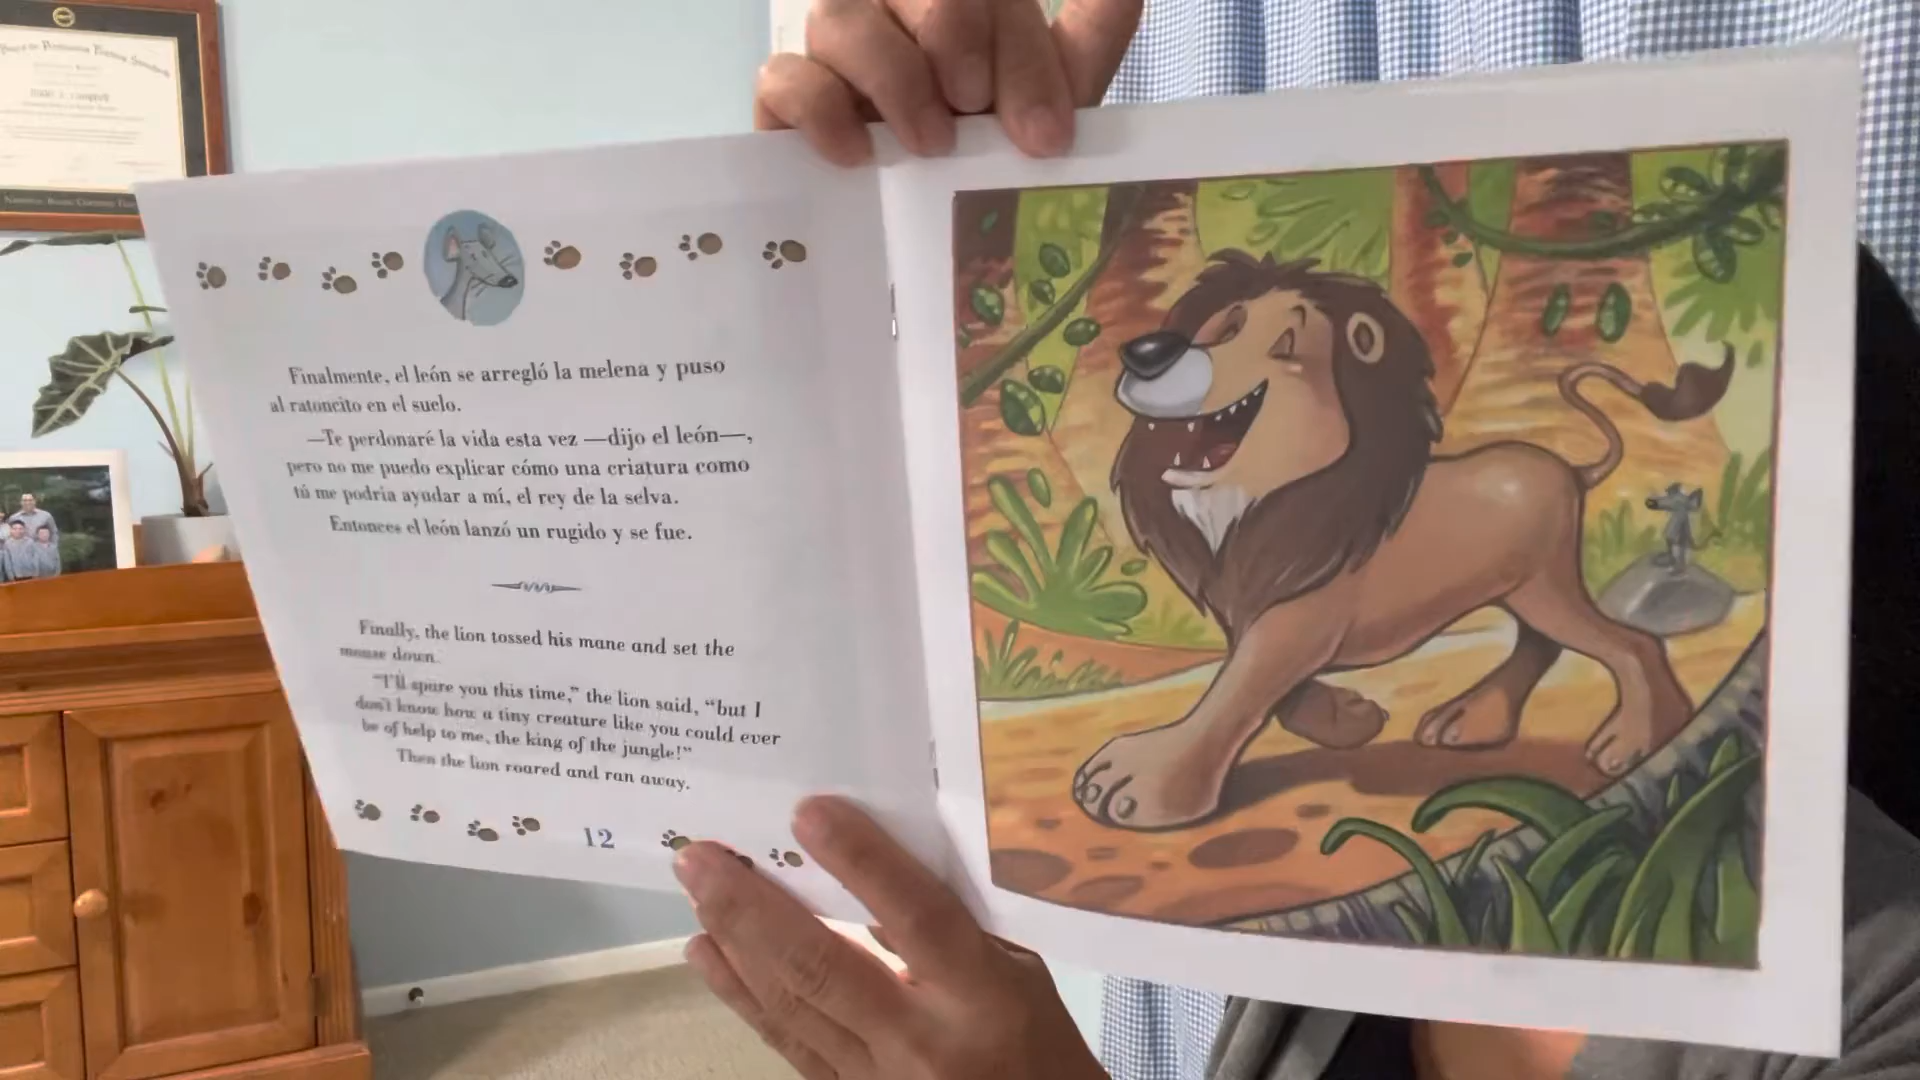 Finalmente, el león se arregló la melena y puso
al ratoncito en el suelo.
—Te perdonaré la vida esta vez —dijo el león—,
pero no me puedo explicar cómo una criatura como
tú me podría ayudar a mí, el rey de la selva.
Entonces el león lanzó un rugido y se fue.
Finally, the lion tossed his mane and set the
mouse down.
"I'll spare you this time," the lion said, "but I
don't know how a tiny creature like you could ever
be of help to me, the king of the jungle!"
Then the lion roared and ran away.
12